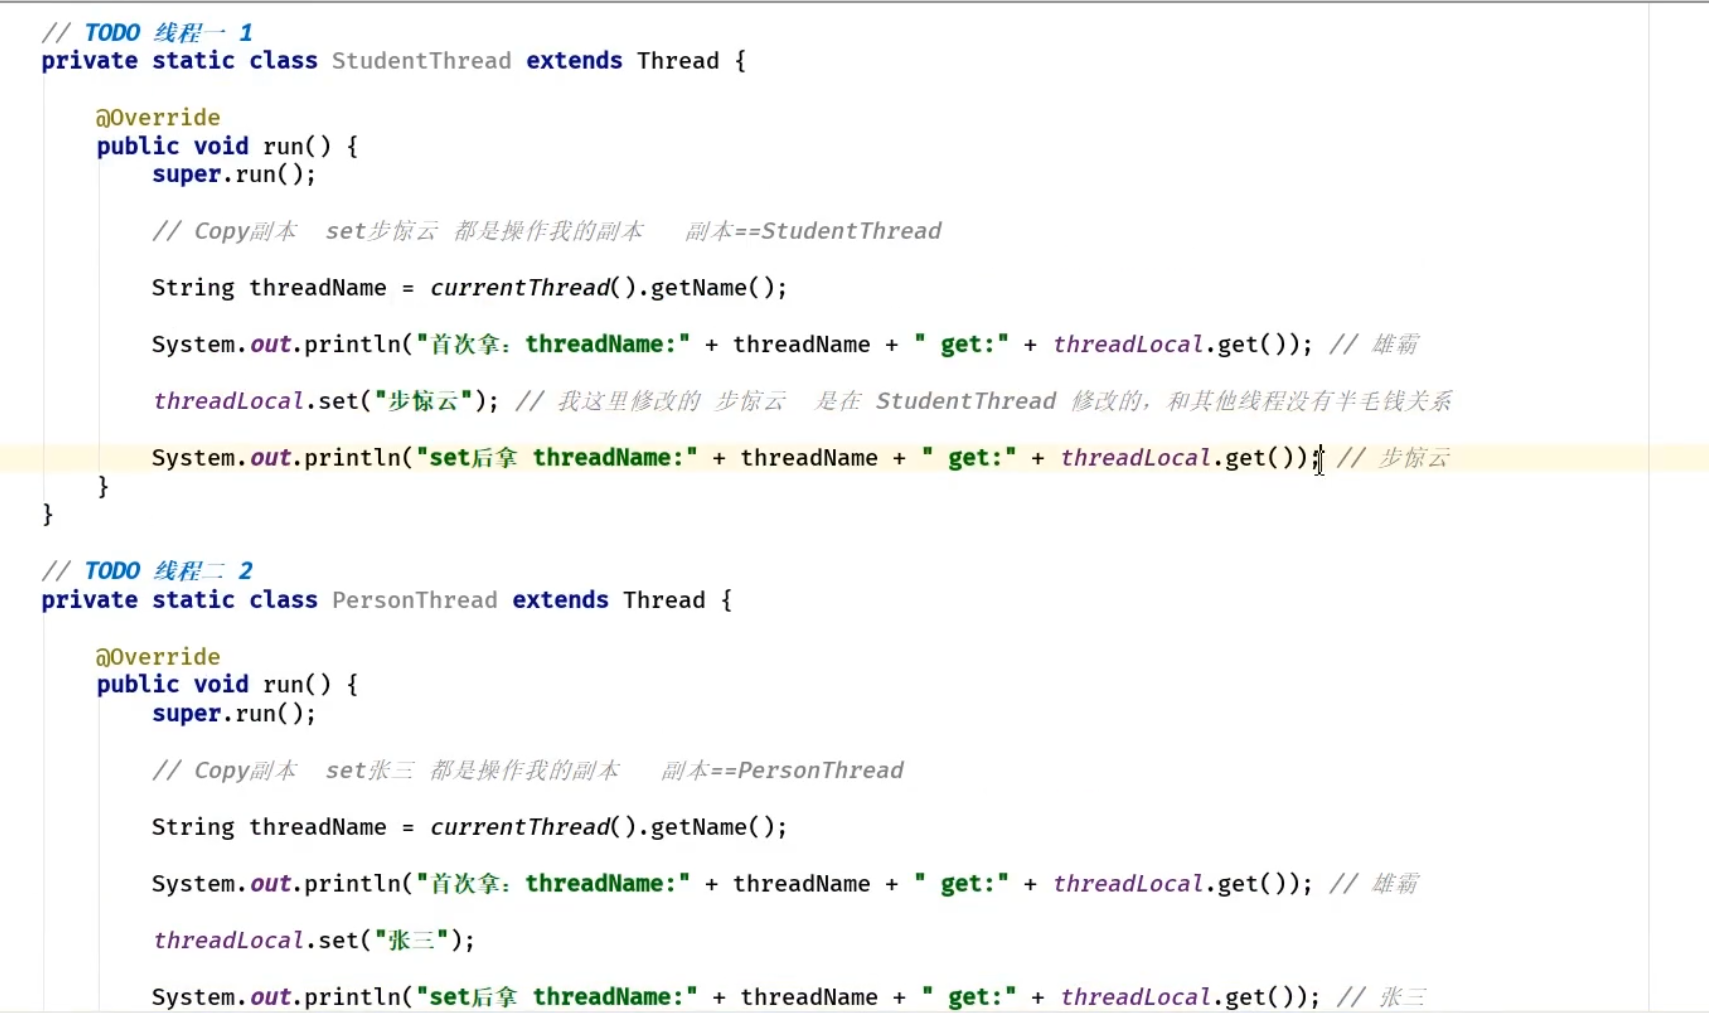 // TODO 线程一 1
private static class StudentThread extends Thread {
@Override
public void run() {
super.run();
// Copy副本 set步惊云 都是操作我的副本 副本==StudentThread
String threadName = currentThread().getName();
System.out.println("首次拿：threadName:" + threadName + " get:" + threadLocal.get()); // 雄霸
threadLocal.set("步惊云"); // 我这里修改的 步惊云 是在 StudentThread 修改的，和其他线程没有半毛钱关系
System.out.println("set后拿 threadName:" + threadName + " get:" + threadLocal.get()); // 步惊云
}
}
// TODO 线程二 2
private static class PersonThread extends Thread {
@Override
public void run() {
super.run();
// Copy副本 set张三 都是操作我的副本 副本==PersonThread
String threadName = currentThread().getName();
System.out.println("首次拿：threadName:" + threadName + " get:" + threadLocal.get()); // 雄霸
threadLocal.set("张三");
System.out.println("set后拿 threadName:" + threadName + " get:" + threadLocal.get()); // 张三